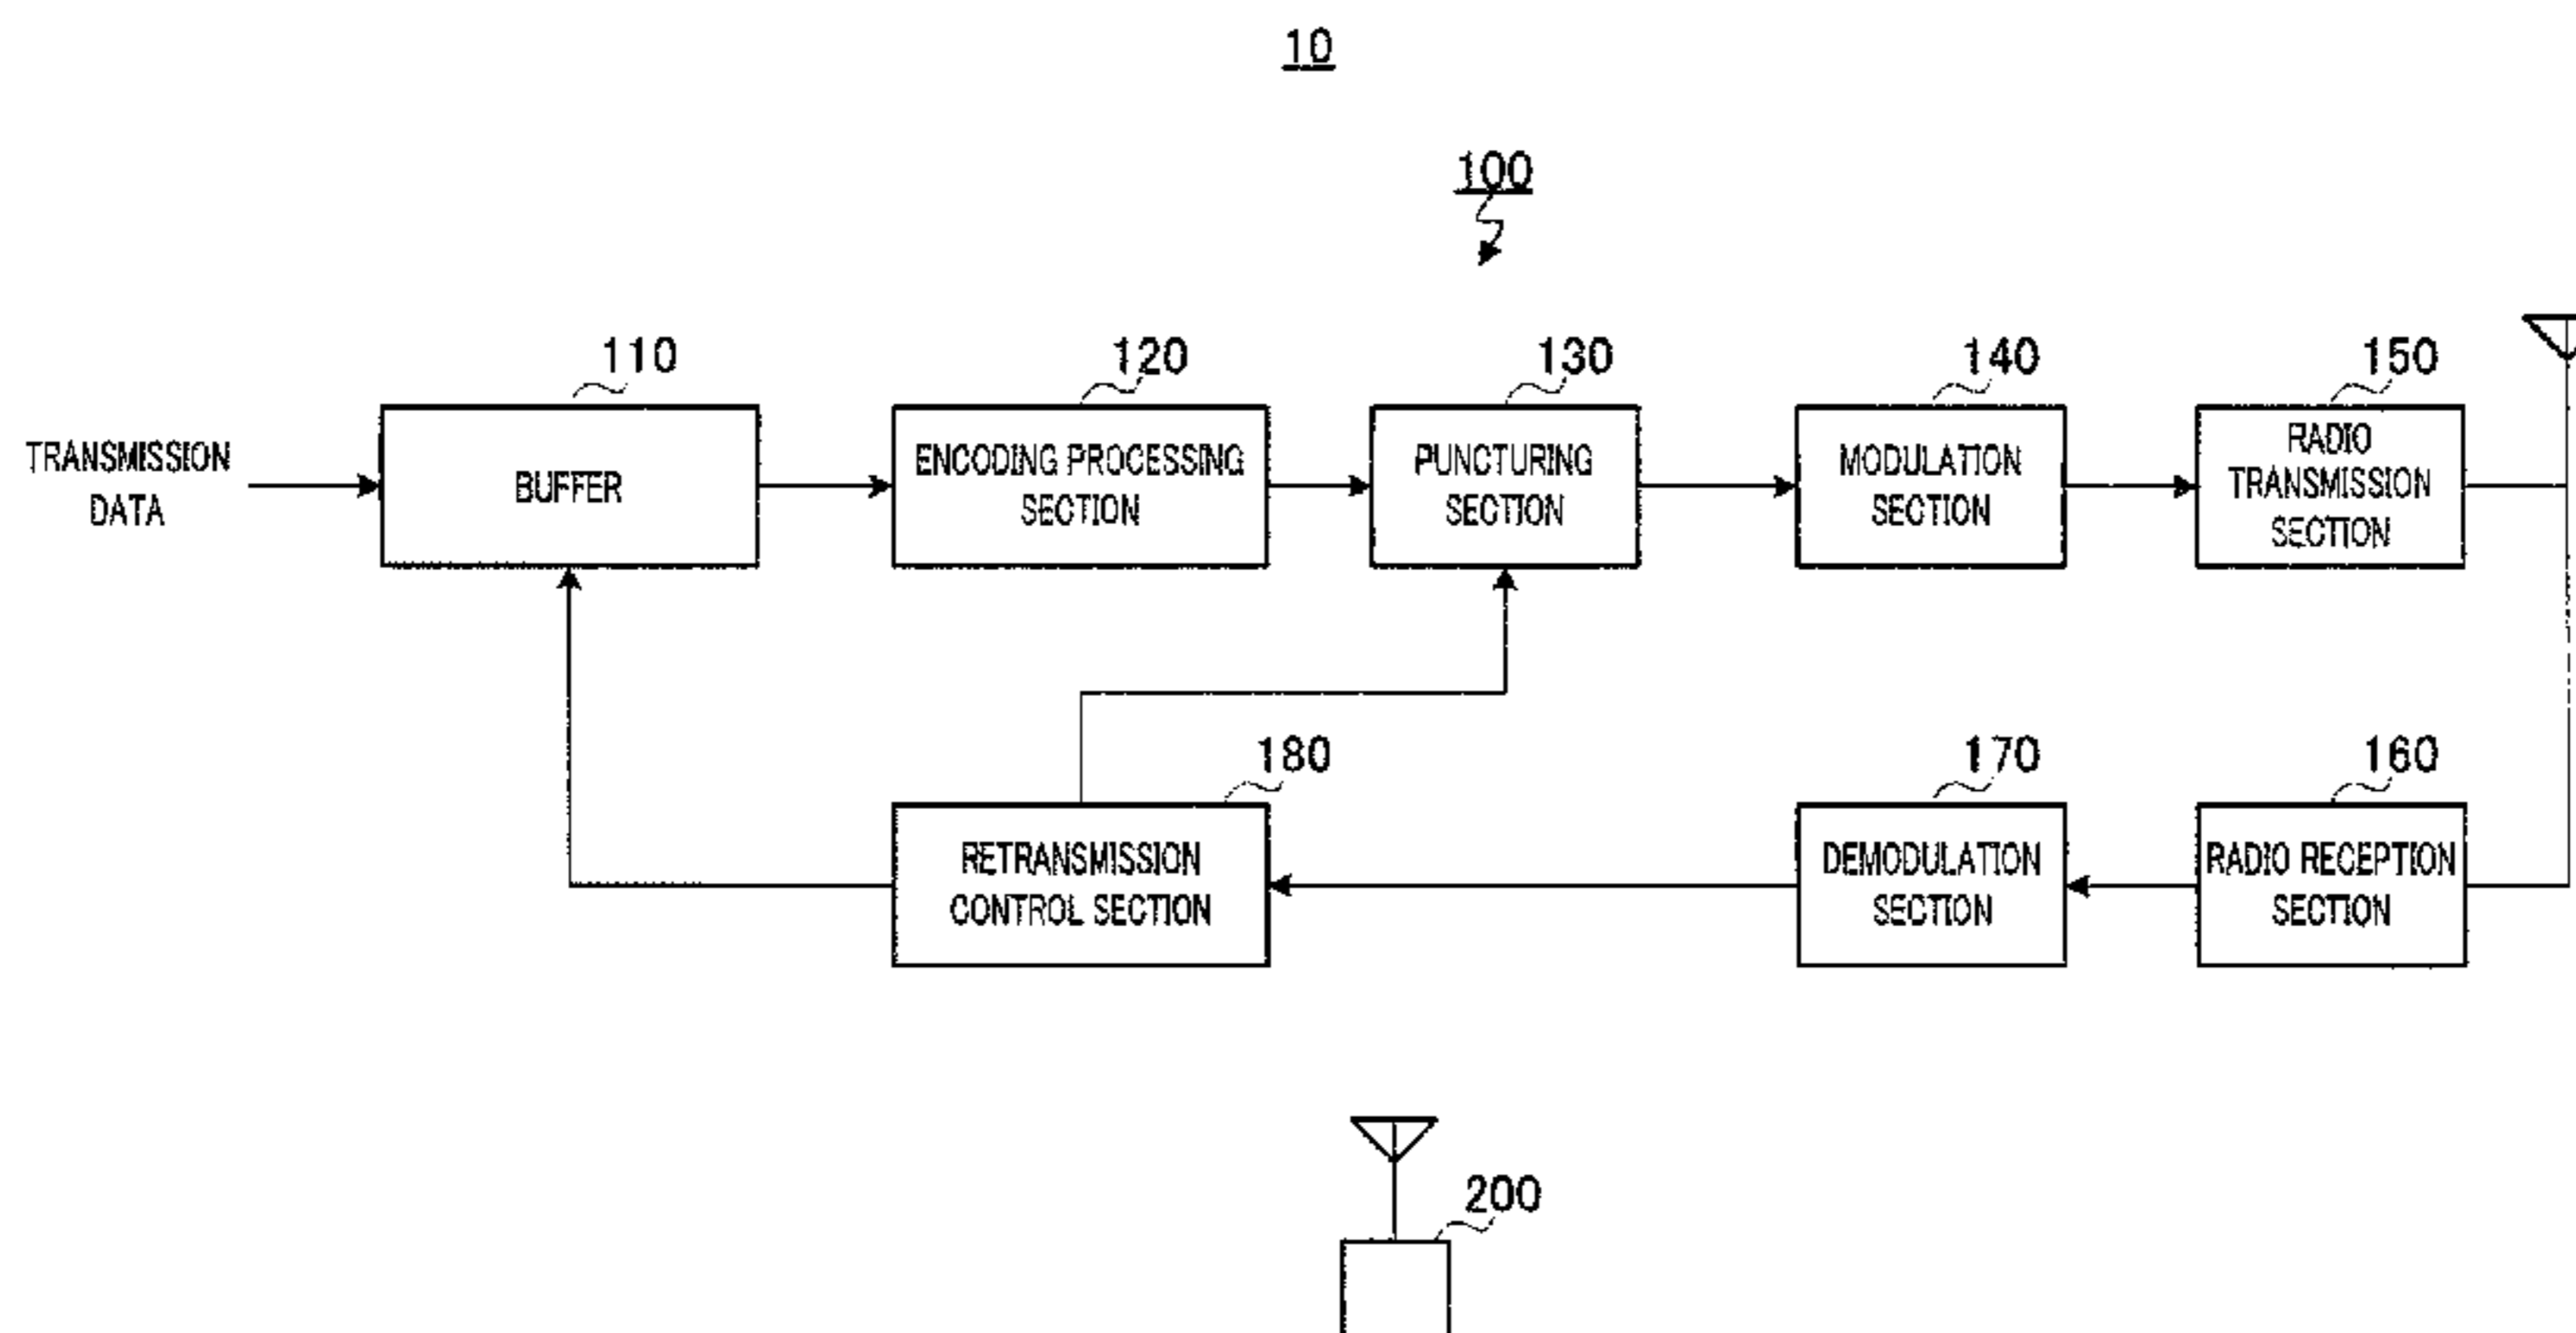 10
100
110
120
130
140
150
TRANSMISSION
DATA
BUFFER
ENCODING PROCESSING
SECTION
PUNCTURING
SECTION
MODULATION
SECTION
RADIO
TRANSMISSION
SECTION
180
170
160
RETRANSMISSION
CONTROL SECTION
DEMODULATION
SECTION
RADIO RECEPTION
SECTION
200